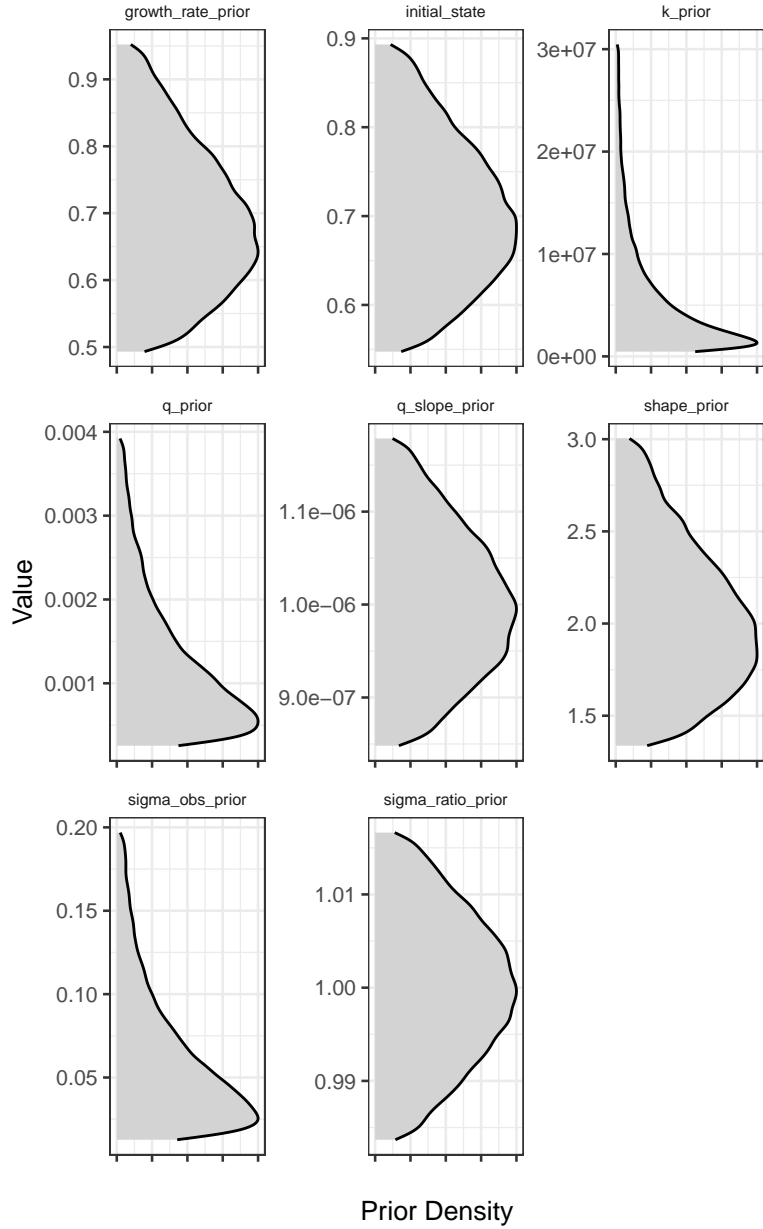 growth_rate_prior
initial_state
k_prior
0.9
0.8
0.7
0.6
0.5
0.9
0.8
0.7
0.6
3e+07
2e+07
1e+07
0e+00
q_prior
q_slope_prior
shape_prior
0.004
0.003
0.002
0.001
1.1e−06
1.0e−06
9.0e−07
3.0
2.5
2.0
1.5
Value
sigma_obs_prior
sigma_ratio_prior
0.20
0.15
0.10
0.05
1.01
1.00
0.99
Prior Density